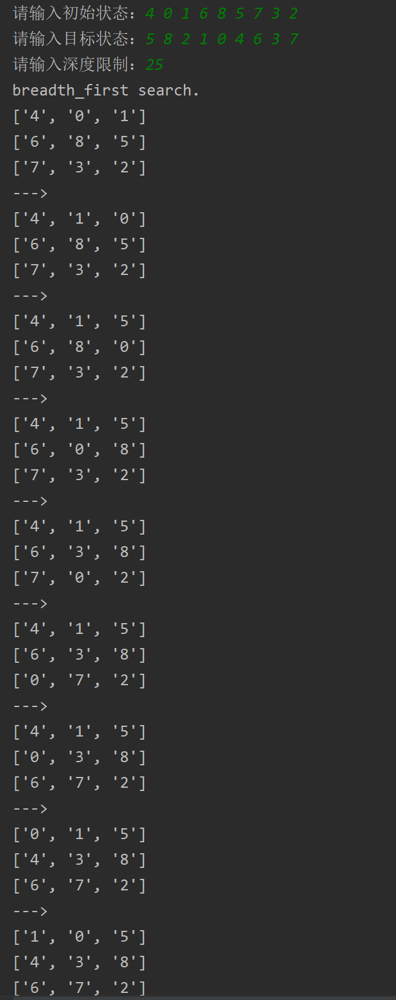 请输入初始状态：4 0 1 6 8 5 7 3 2
请输入目标状态：5 8 2 1 0 4 6 3 7
请输入深度限制：25
breadth_first search.
['4', '0', '1']
['6', '8', '5']
['7', '3', '2']
--->
['4', '1', '0']
['6', '8', '5']
['7', '3', '2']
--->
['4', '1', '5']
['6', '8', '0']
['7', '3', '2']
--->
['4', '1', '5']
['6', '0', '8']
['7', '3', '2']
--->
['4', '1', '5']
['6', '3', '8']
['7', '0', '2']
--->
['4', '1', '5']
['6', '3', '8']
['0', '7', '2']
--->
['4', '1', '5']
['0', '3', '8']
['6', '7', '2']
--->
['0', '1', '5']
['4', '3', '8']
['6', '7', '2']
--->
['1', '0', '5']
['4', '3', '8']
['6', '7', '2']